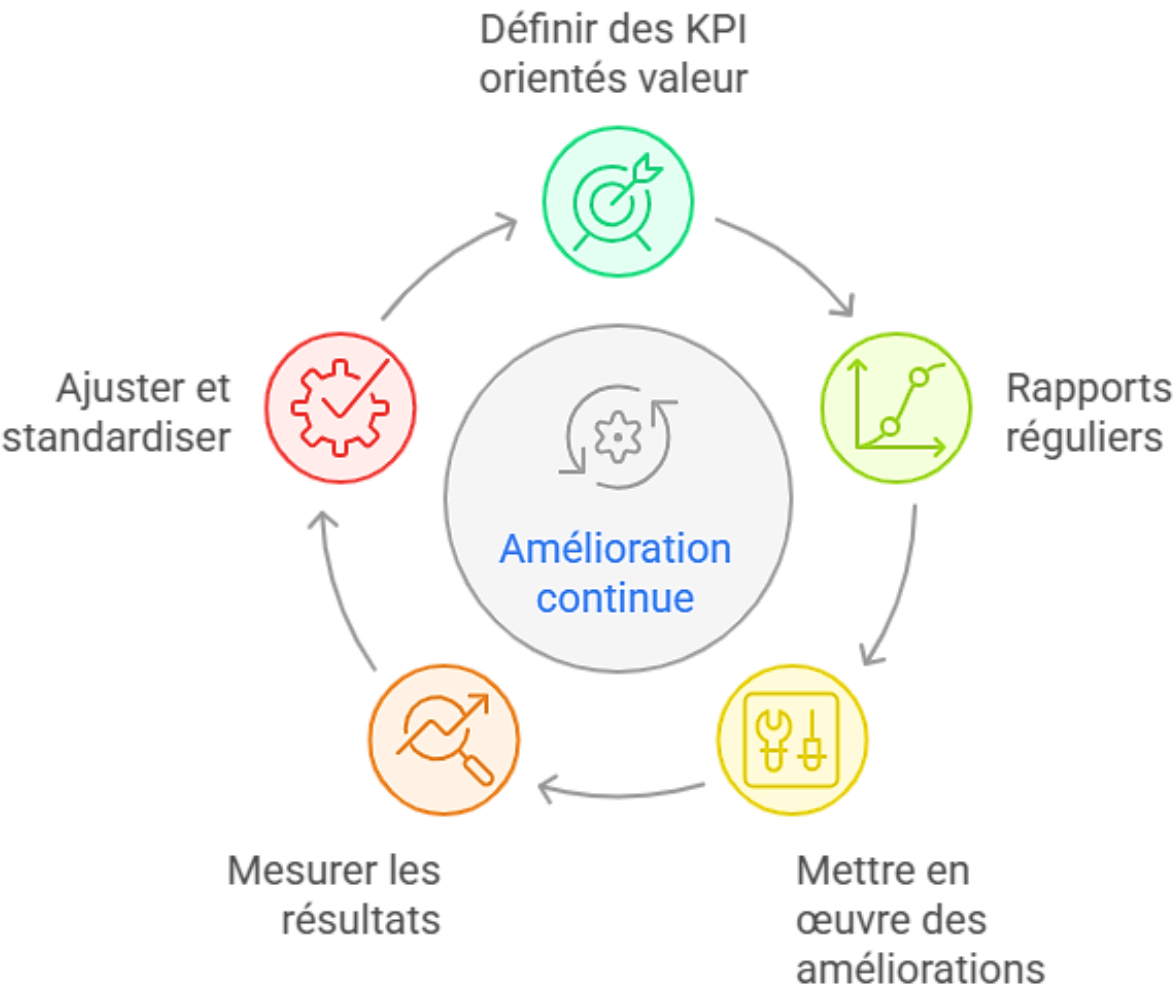 Définir des KPI
orientés valeur
Rapports
réguliers
Mettre en
œuvre des
améliorations
Mesurer les
résultats
Ajuster et
standardiser
Amélioration
continue